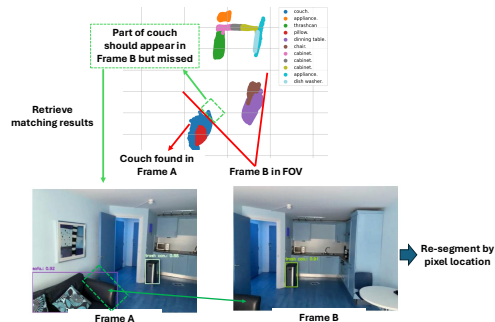 Part of couch
should appear in
Frame B but missed
couch.
appliance.
thrashcan
pillow.
dinning table.
chair.
cabinet.
cabinet.
cabinet.
appliance.
dish washer.
Retrieve
matching results
Couch found in
Frame A
Frame B in FOV
Re-segment by
pixel location
Frame A
Frame B